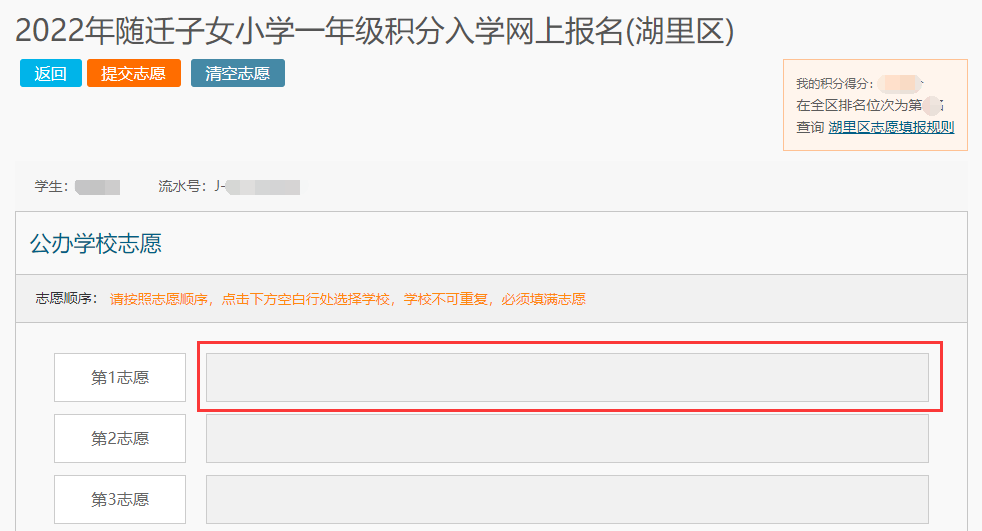 2022年随迁子女小学一年级积分入学网上报名(湖里区)
返回 提交志愿 清空志愿
我的积分得分：
在全区排名位次为第
查询 湖里区志愿填报规则
学生： 流水号：J-
公办学校志愿
志愿顺序： 请按照志愿顺序，点击下方空白行处选择学校，学校不可重复，必须填满志愿
第1志愿
第2志愿
第3志愿